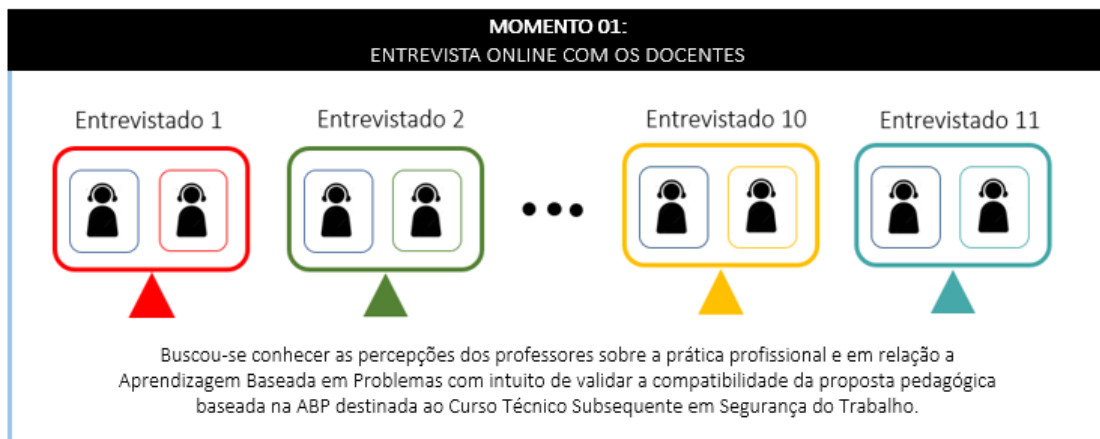 MOMENTO 01:
ENTREVISTA ONLINE COM OS DOCENTES
Entrevistado 1
Entrevistado 2
Entrevistado 10
Entrevistado 11
Buscou-se conhecer as percepções dos professores sobre a prática profissional e em relação a
Aprendizagem Baseada em Problemas com intuito de validar a compatibilidade da proposta pedagógica
baseada na ABP destinada ao Curso Técnico Subsequente em Segurança do Trabalho.